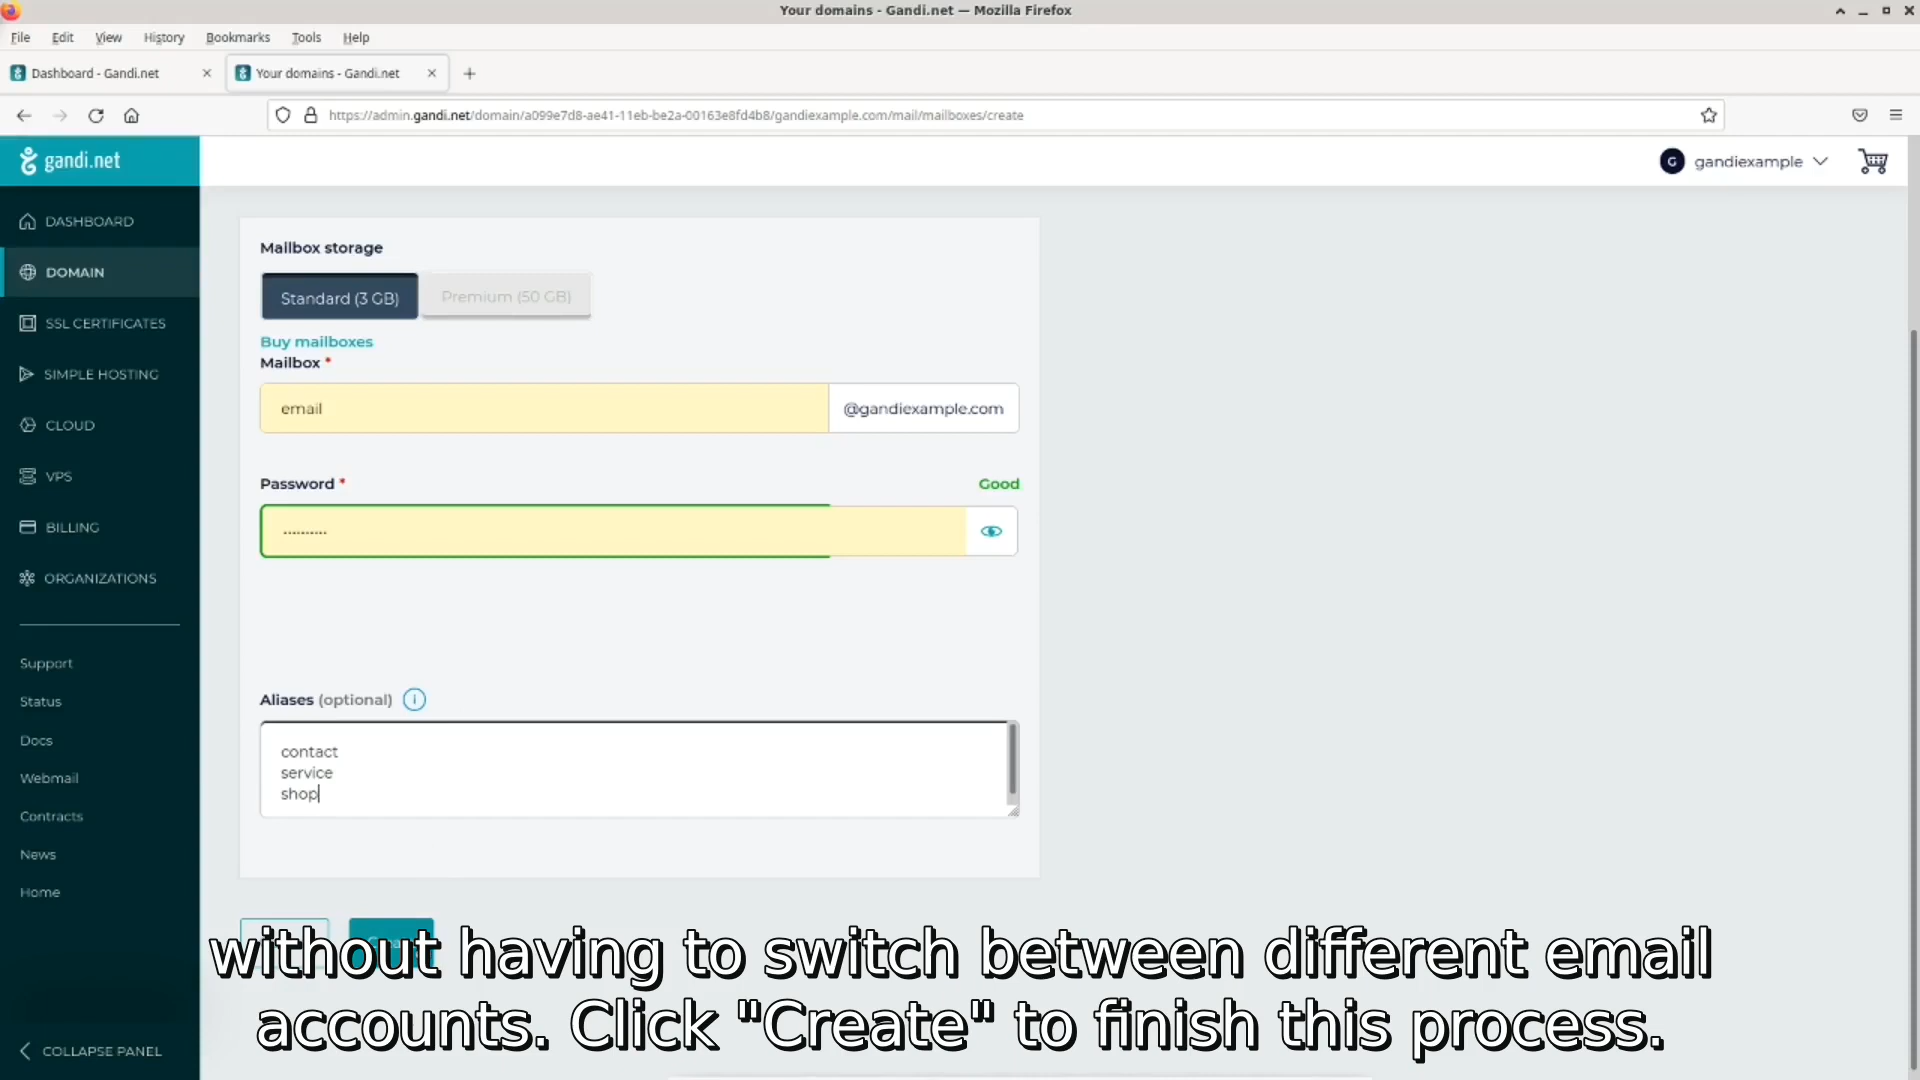 Your domains - Gandi.net — Mozilla Firefox
File Edit View History Bookmarks Tools Help
Dashboard - Gandi.net
Your domains - Gandi.net
https://admin.gandi.net/domain/a099e7d8-ae41-11eb-be2a-00163e8fd4b8/gandiexample.com/mail/mailboxes/create
gandi.net
G gandiexample
DASHBOARD
DOMAIN
SSL CERTIFICATES
SIMPLE HOSTING
CLOUD
VPS
BILLING
ORGANIZATIONS
Support
Status
Docs
Webmail
Contracts
News
Home
COLLAPSE PANEL
Mailbox storage
Standard (3 GB) Premium (50 GB)
Buy mailboxes
Mailbox *
email @gandiexample.com
Password * Good
Aliases (optional) i
contact
service
shop
without having to switch between different email
accounts. Click "Create" to finish this process.